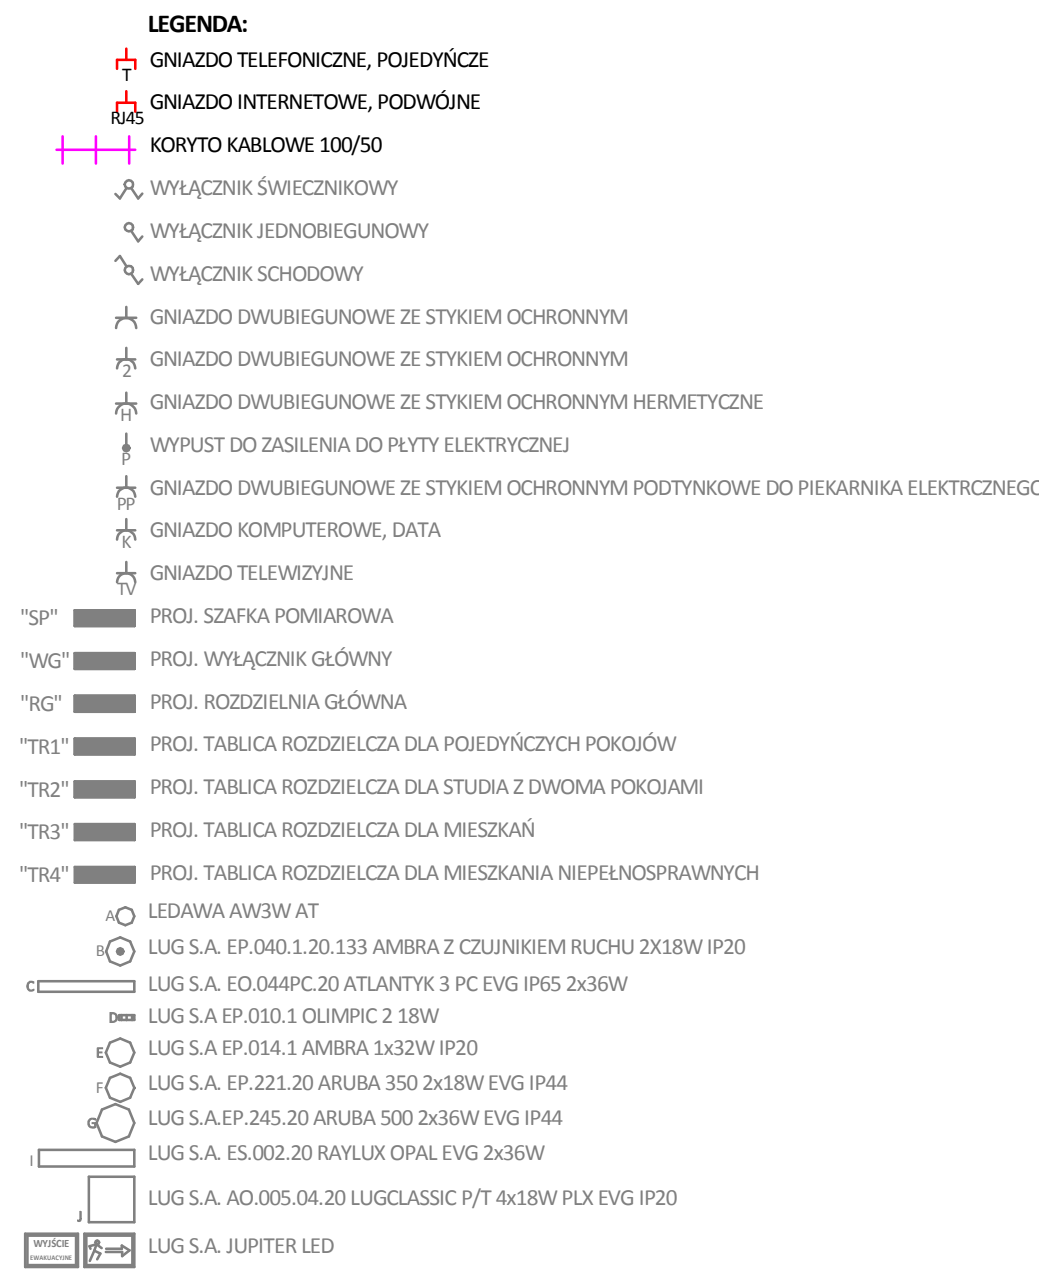 LEGENDA:
GNIAZDO TELEFONICZNE, POJEDYŃCZE
T
GNIAZDO INTERNETOWE, PODWÓJNE
RJ45
KORYTO KABLOWE 100/50
WYŁĄCZNIK ŚWIECZNIKOWY
WYŁĄCZNIK JEDNOBIEGUNOWY
WYŁĄCZNIK SCHODOWY
GNIAZDO DWUBIEGUNOWE ZE STYKIEM OCHRONNYM
2 GNIAZDO DWUBIEGUNOWE ZE STYKIEM OCHRONNYM
H GNIAZDO DWUBIEGUNOWE ZE STYKIEM OCHRONNYM HERMETYCZNE
P WYPUST DO ZASILENIA DO PŁYTY ELEKTRYCZNEJ
PP GNIAZDO DWUBIEGUNOWE ZE STYKIEM OCHRONNYM PODTYNKOWE DO PIEKARNIKA ELEKTRCZNEGO
K GNIAZDO KOMPUTEROWE, DATA
TV GNIAZDO TELEWIZYJNE
"SP" PROJ. SZAFKA POMIAROWA
"WG" PROJ. WYŁĄCZNIK GŁÓWNY
"RG" PROJ. ROZDZIELNIA GŁÓWNA
"TR1" PROJ. TABLICA ROZDZIELCZA DLA POJEDYŃCZYCH POKOJÓW
"TR2" PROJ. TABLICA ROZDZIELCZA DLA STUDIA Z DWOMA POKOJAMI
"TR3" PROJ. TABLICA ROZDZIELCZA DLA MIESZKAŃ
"TR4" PROJ. TABLICA ROZDZIELCZA DLA MIESZKANIA NIEPEŁNOSPRAWNYCH
A LEDAWA AW3W AT
B LUG S.A. EP.040.1.20.133 AMBRA Z CZUJNIKIEM RUCHU 2X18W IP20
C LUG S.A. EO.044PC.20 ATLANTYK 3 PC EVG IP65 2x36W
D LUG S.A EP.010.1 OLIMPIC 2 18W
E LUG S.A EP.014.1 AMBRA 1x32W IP20
F LUG S.A. EP.221.20 ARUBA 350 2x18W EVG IP44
G LUG S.A.EP.245.20 ARUBA 500 2x36W EVG IP44
I LUG S.A. ES.002.20 RAYLUX OPAL EVG 2x36W
J LUG S.A. AO.005.04.20 LUGCLASSIC P/T 4x18W PLX EVG IP20
WYJŚCIE
EWAKUACYJNE
LUG S.A. JUPITER LED